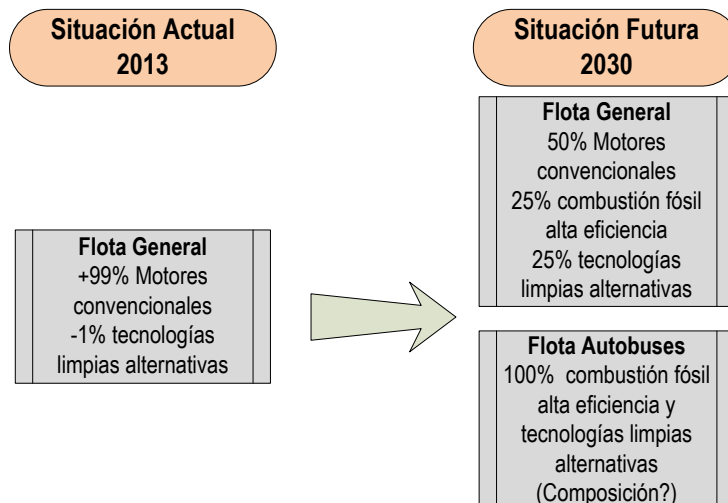 Situación Actual
2013
Situación Futura
2030
Flota General
+99% Motores
convencionales
-1% tecnologías
limpias alternativas
Flota General
50% Motores
convencionales
25% combustión fósil
alta eficiencia
25% tecnologías
limpias alternativas
Flota Autobuses
100% combustión fósil
alta eficiencia y
tecnologías limpias
alternativas
(Composición?)